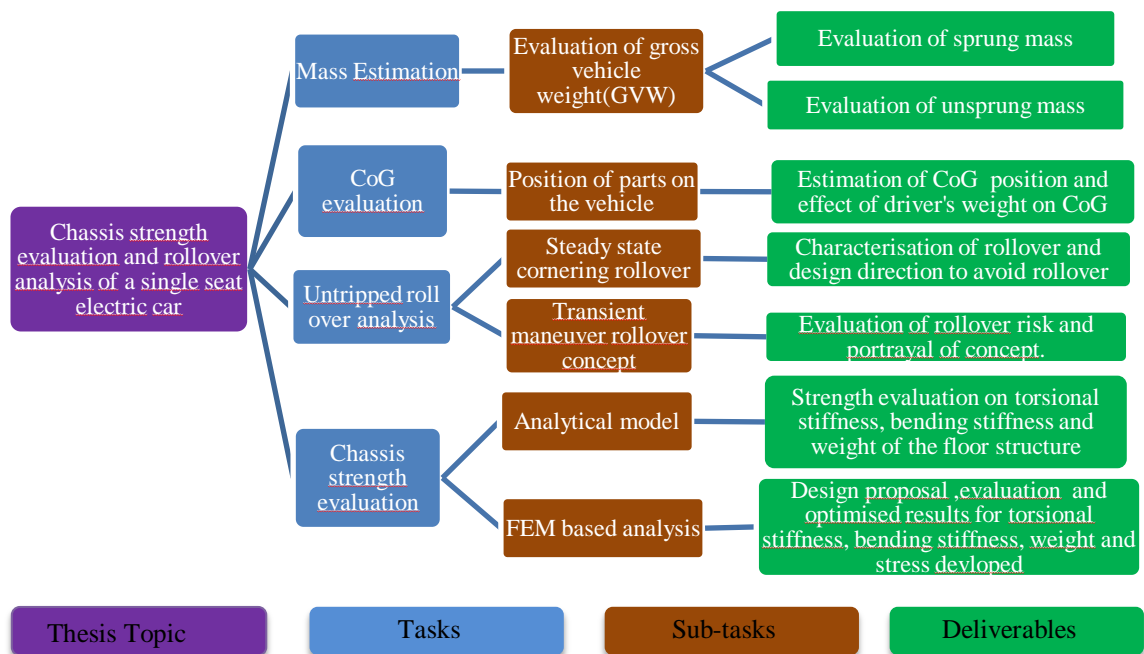 Chassis strength
evaluation and rollover
analysis of a single seat
electric car
Mass Estimation
Evaluation of gross
vehicle
weight(GVW)
Evaluation of sprung mass
Evaluation of unsprung mass
CoG
evaluation
Position of parts on
the vehicle
Estimation of CoG position and
effect of driver's weight on CoG
Untripped roll
over analysis
Steady state
cornering rollover
Characterisation of rollover and
design direction to avoid rollover
Transient
maneuver rollover
concept
Evaluation of rollover risk and
portrayal of concept.
Chassis
strength
evaluation
Analytical model
Strength evaluation on torsional
stiffness, bending stiffness and
weight of the floor structure
FEM based analysis
Design proposal ,evaluation and
optimised results for torsional
stiffness, bending stiffness, weight and
stress devloped
Thesis Topic
Tasks
Sub-tasks
Deliverables